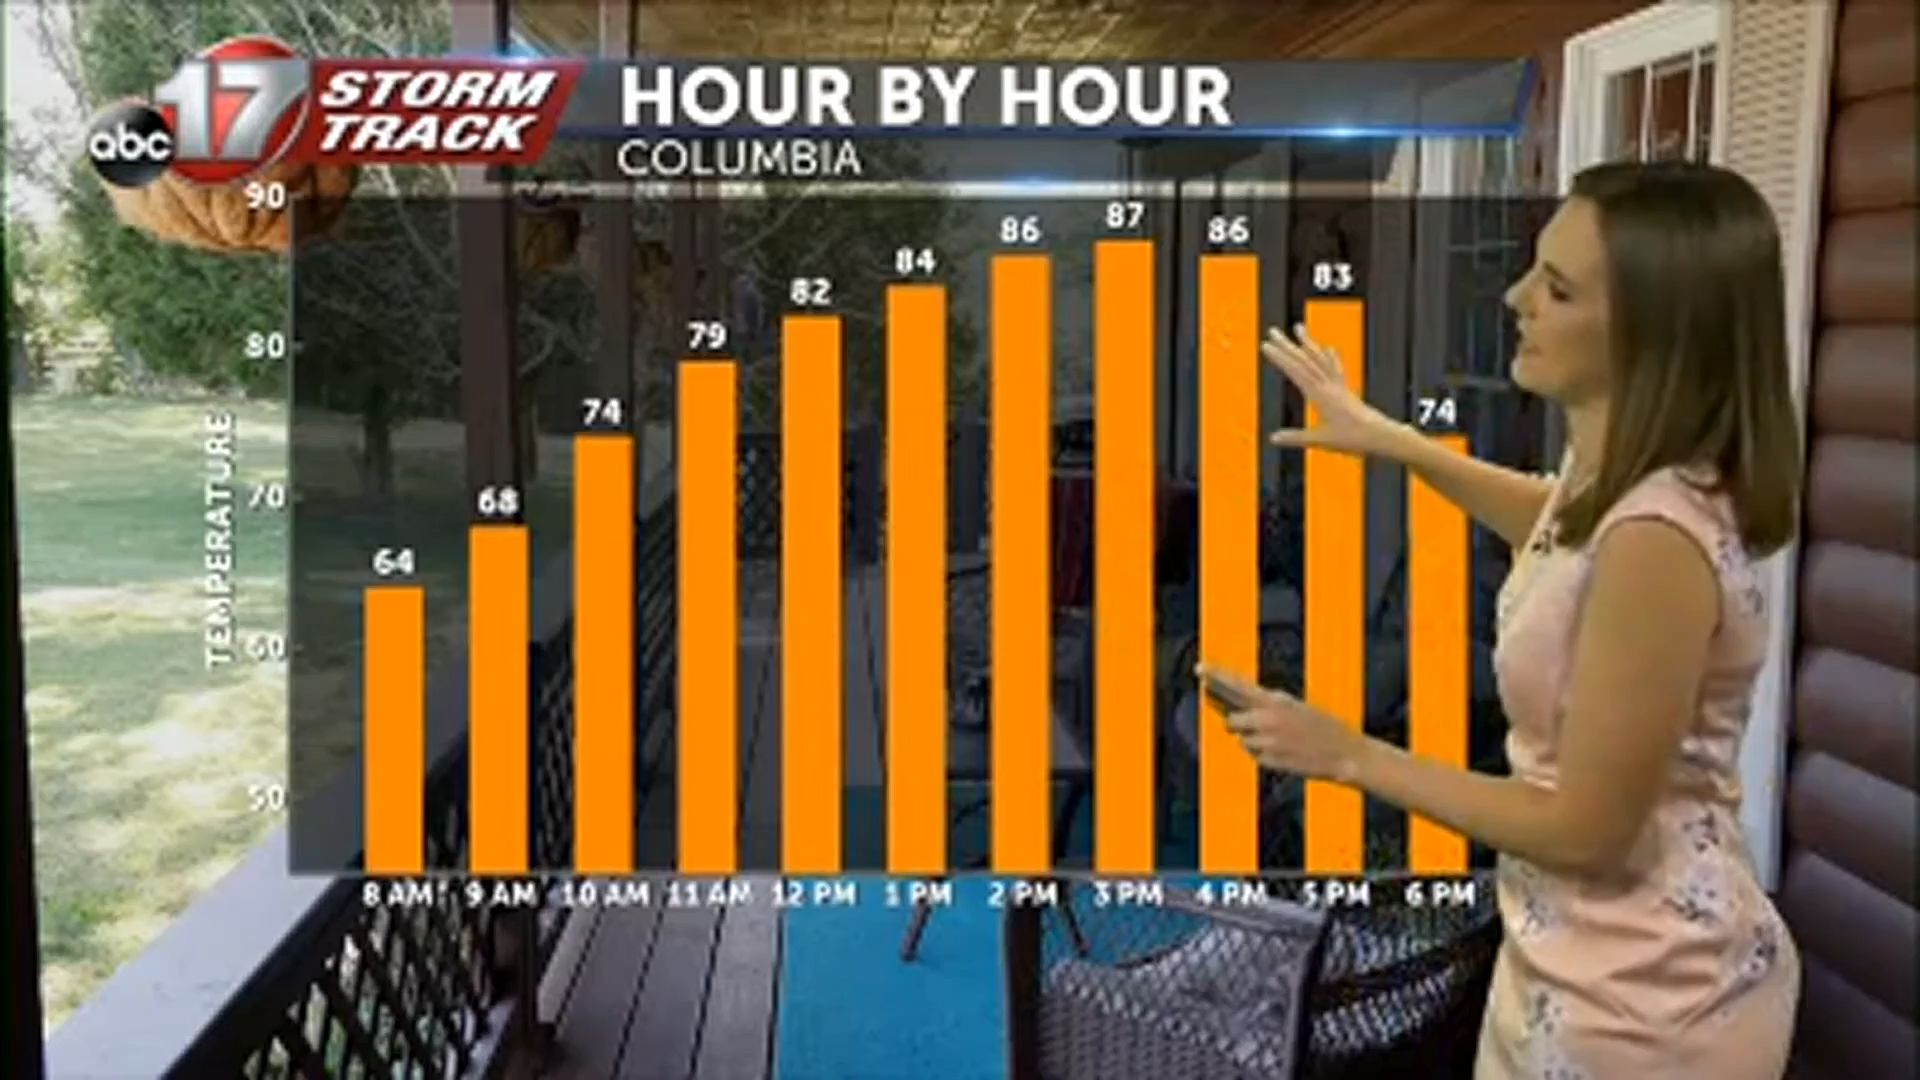 abc 17 STORM TRACK
HOUR BY HOUR
COLUMBIA
TEMPERATURE
90
80
70
60
50
64
68
74
79
82
84
86
87
86
83
74
8 AM
9 AM
10 AM
11 AM
12 PM
1 PM
2 PM
3 PM
4 PM
5 PM
6 PM